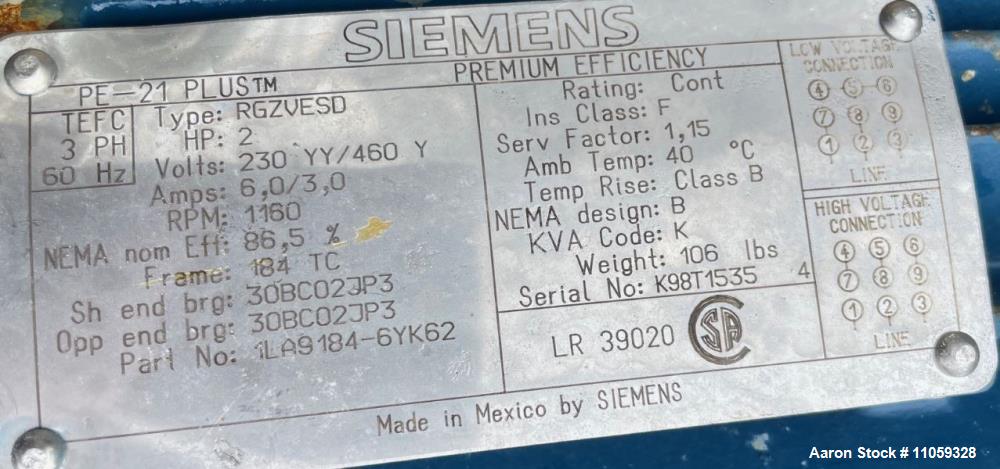 SIEMENS
PE-21 PLUS™ PREMIUM EFFICIENCY
TEFC
3 PH
60 Hz
Type: RGZVESD
HP: 2
Volts: 230 YY/460 Y
Amps: 6,0/3,0
RPM: 1160
NEMA nom Eff: 86,5 %
Frame: 184 TC
Sh end brg: 30BC02JP3
Opp end brg: 30BC02JP3
Part No: 1LA9184-6YK62
Rating: Cont
Ins Class: F
Serv Factor: 1,15
Amb Temp: 40 °C
Temp Rise: Class B
NEMA design: B
KVA Code: K
Weight: 106 lbs
Serial No: K98T1535 4
LR 39020 SA
LOW VOLTAGE
CONNECTION
4 5 6
7 8 9
1 2 3
LINE
HIGH VOLTAGE
CONNECTION
4 5 6
7 8 9
1 2 3
LINE
Made in Mexico by SIEMENS
Aaron Stock # 11059328